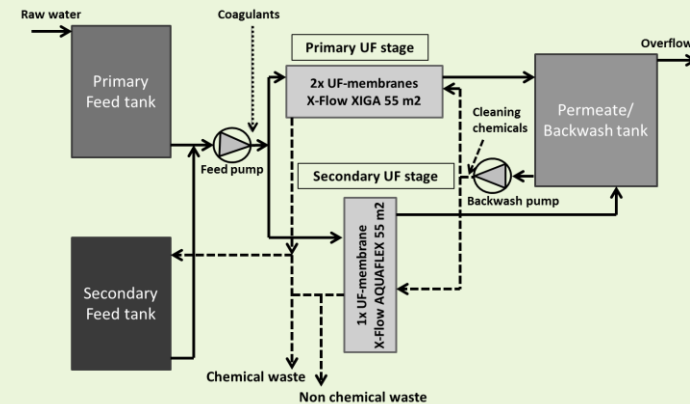 Raw water
Coagulants
Primary UF stage
Overflow
Primary
Feed tank
2x UF-membranes
X-Flow XIGA 55 m2
Cleaning
chemicals
Permeate/
Backwash tank
Feed pump
Secondary UF stage
Backwash pump
1x UF-membrane
X-Flow AQUAFLEX 55 m2
Secondary
Feed tank
Chemical waste
Non chemical waste